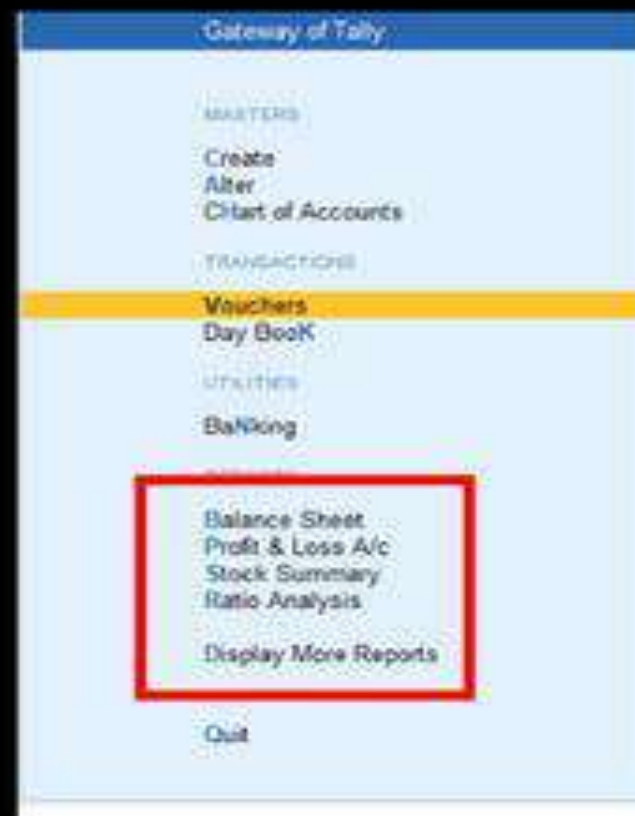 Gateway of Tally
MASTERS
Create
Alter
CHart of Accounts
TRANSACTIONS
Vouchers
Day BooK
UTILITIES
BaNking
Balance Sheet
Profit & Loss A/c
Stock Summary
Ratio Analysis
Display More Reports
Quit